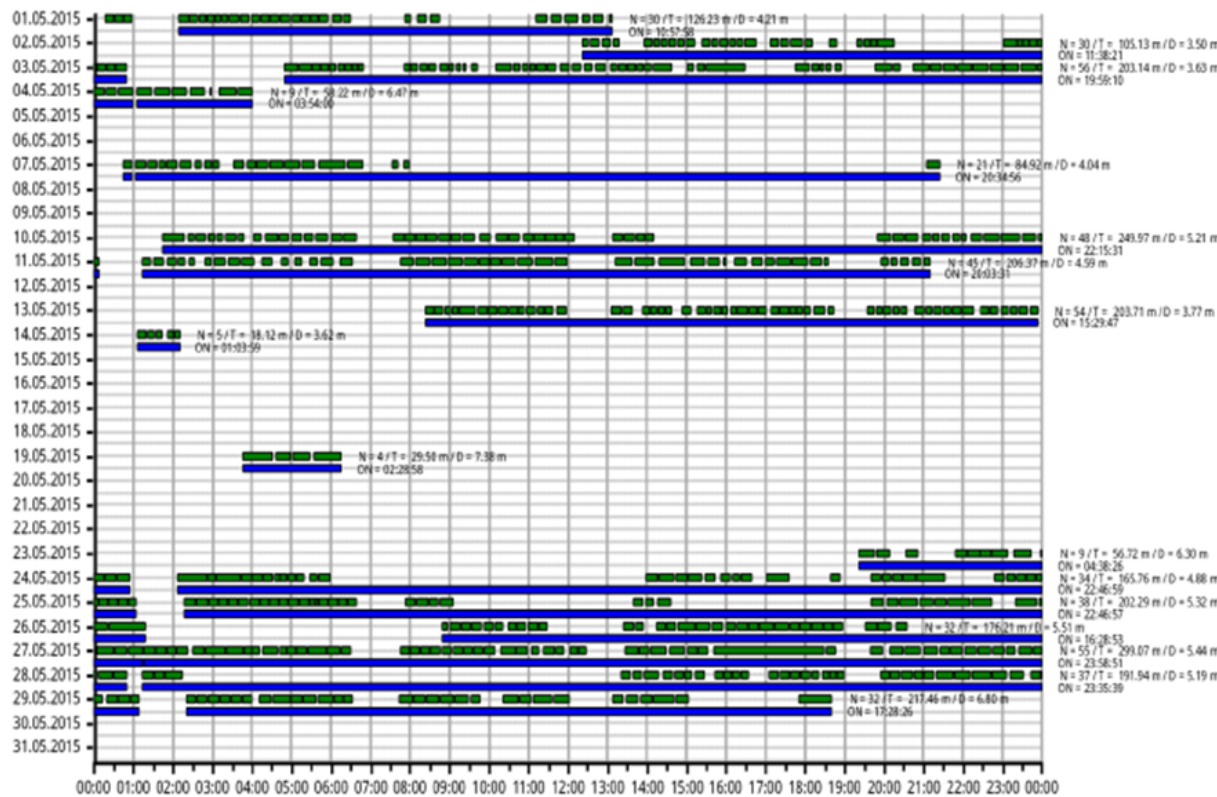 01.05.2015
N = 30 / T = 126.23 m / D = 4.21 m
ON = 10:57:58
02.05.2015
N = 30 / T = 105.13 m / D = 3.50 m
ON = 11:38:21
03.05.2015
N = 56 / T = 203.14 m / D = 3.63 m
ON = 19:59:10
04.05.2015
N = 9 / T = 58.22 m / D = 6.47 m
ON = 03:54:00
05.05.2015
06.05.2015
07.05.2015
N = 21 / T = 84.92 m / D = 4.04 m
ON = 20:34:56
08.05.2015
09.05.2015
10.05.2015
N = 48 / T = 249.97 m / D = 5.21 m
ON = 22:15:31
11.05.2015
N = 45 / T = 206.37 m / D = 4.59 m
ON = 20:03:31
12.05.2015
13.05.2015
N = 54 / T = 203.71 m / D = 3.77 m
ON = 15:29:47
14.05.2015
N = 5 / T = 18.12 m / D = 3.62 m
ON = 01:03:59
15.05.2015
16.05.2015
17.05.2015
18.05.2015
19.05.2015
N = 4 / T = 29.50 m / D = 7.38 m
ON = 02:28:58
20.05.2015
21.05.2015
22.05.2015
23.05.2015
N = 9 / T = 56.72 m / D = 6.30 m
ON = 04:38:26
24.05.2015
N = 34 / T = 165.76 m / D = 4.88 m
ON = 22:46:59
25.05.2015
N = 38 / T = 202.29 m / D = 5.32 m
ON = 22:46:57
26.05.2015
N = 32 / T = 176.21 m / D = 5.51 m
ON = 16:28:53
27.05.2015
N = 55 / T = 299.07 m / D = 5.44 m
ON = 23:58:51
28.05.2015
N = 37 / T = 191.94 m / D = 5.19 m
ON = 23:35:39
29.05.2015
N = 32 / T = 217.46 m / D = 6.80 m
ON = 17:28:26
30.05.2015
31.05.2015
00:00 01:00 02:00 03:00 04:00 05:00 06:00 07:00 08:00 09:00 10:00 11:00 12:00 13:00 14:00 15:00 16:00 17:00 18:00 19:00 20:00 21:00 22:00 23:00 00:00